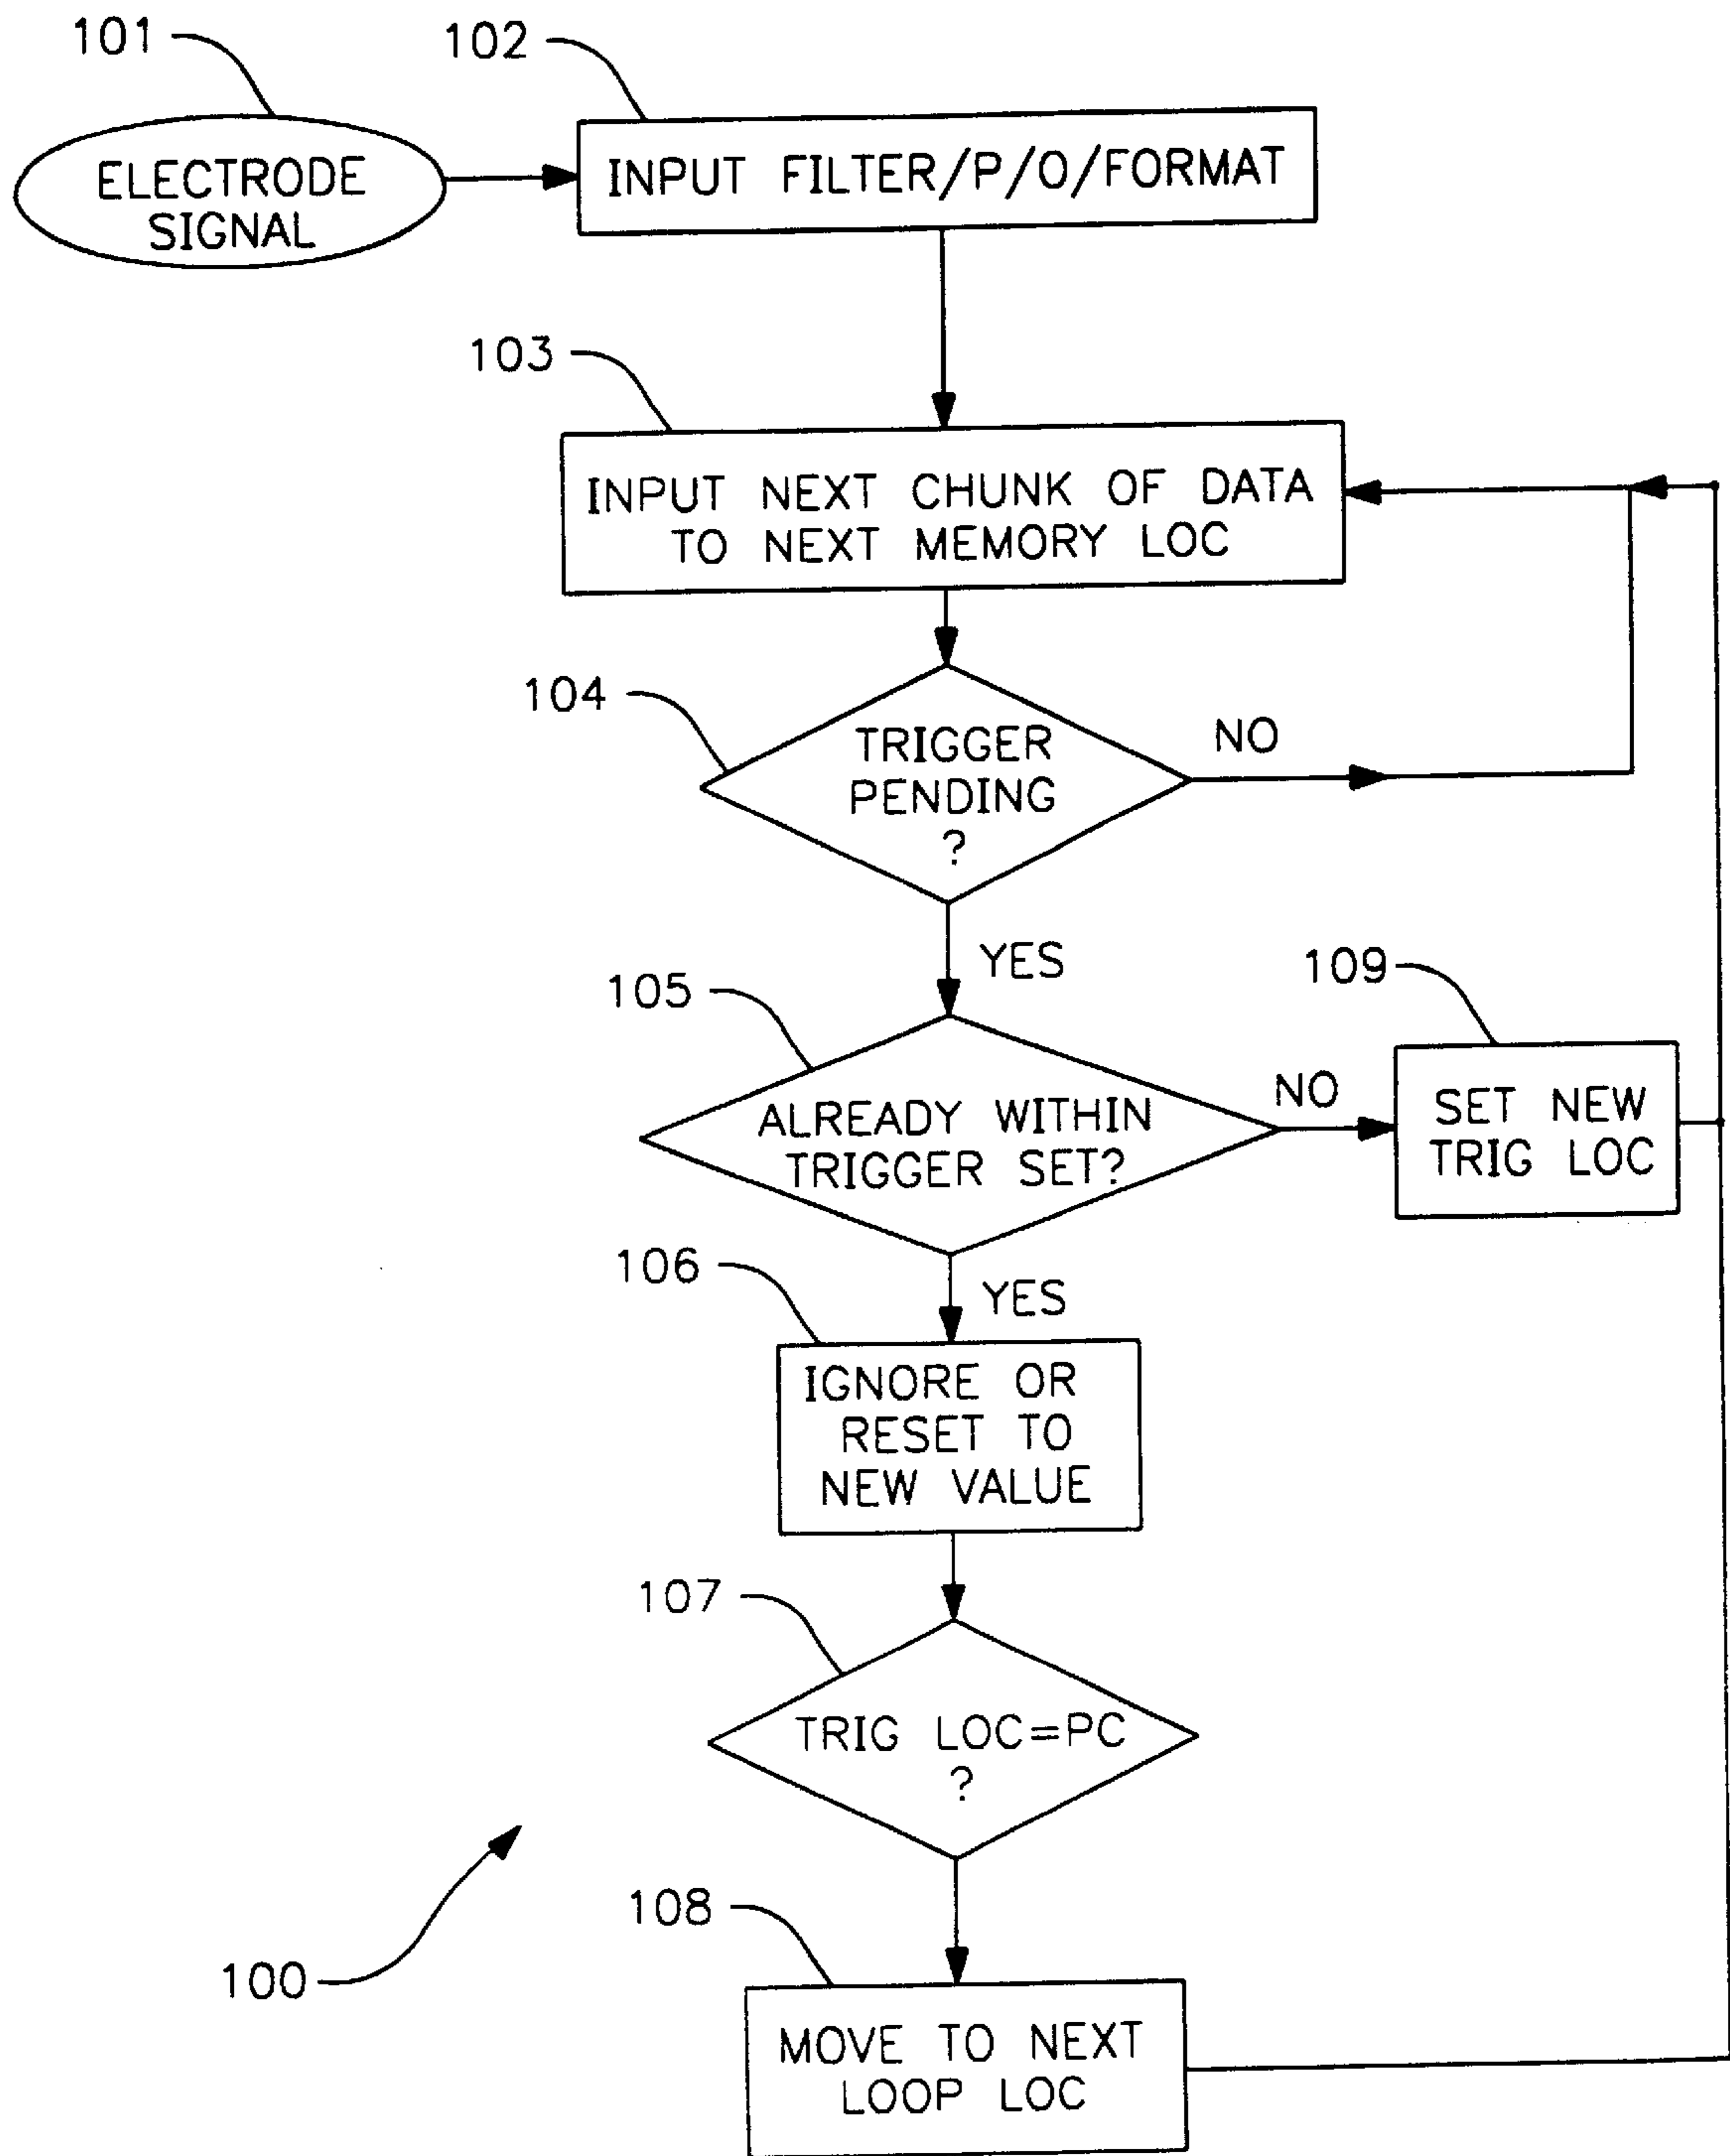 101
102
ELECTRODE
SIGNAL
INPUT FILTER/P/O/FORMAT
103
INPUT NEXT CHUNK OF DATA
TO NEXT MEMORY LOC
104
TRIGGER
PENDING
?
NO
YES
105
109
ALREADY WITHIN
TRIGGER SET?
NO
SET NEW
TRIG LOC
106
YES
IGNORE OR
RESET TO
NEW VALUE
107
TRIG LOC=PC
?
100
108
MOVE TO NEXT
LOOP LOC